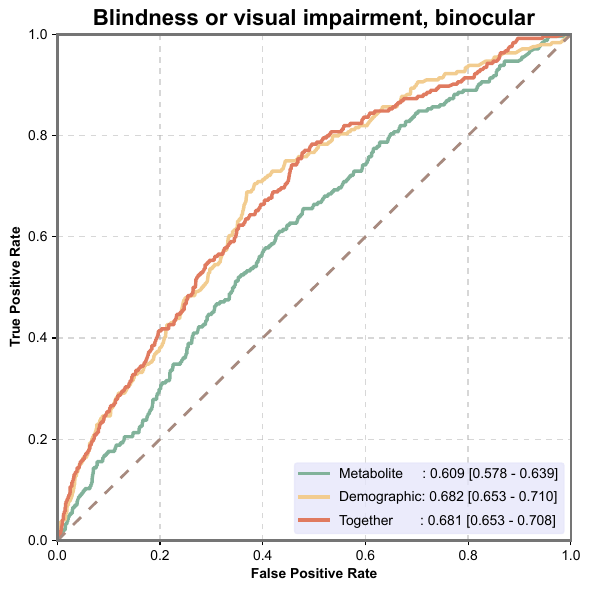 Blindness or visual impairment, binocular
True Positive Rate
1.0
0.8
0.6
0.4
0.2
0.0
Metabolite : 0.609 [0.578 - 0.639]
Demographic: 0.682 [0.653 - 0.710]
Together : 0.681 [0.653 - 0.708]
0.0 0.2 0.4 0.6 0.8 1.0
False Positive Rate